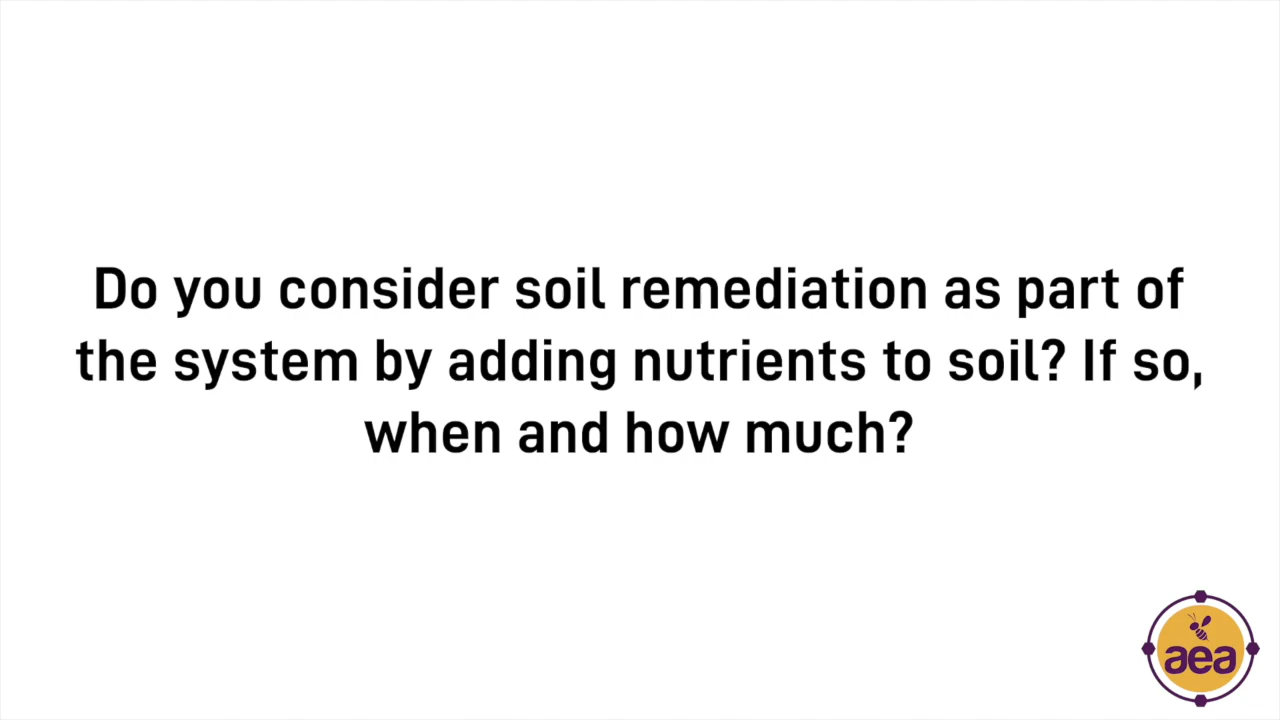 Do you consider soil remediation as part of
the system by adding nutrients to soil? If so,
when and how much?
aea